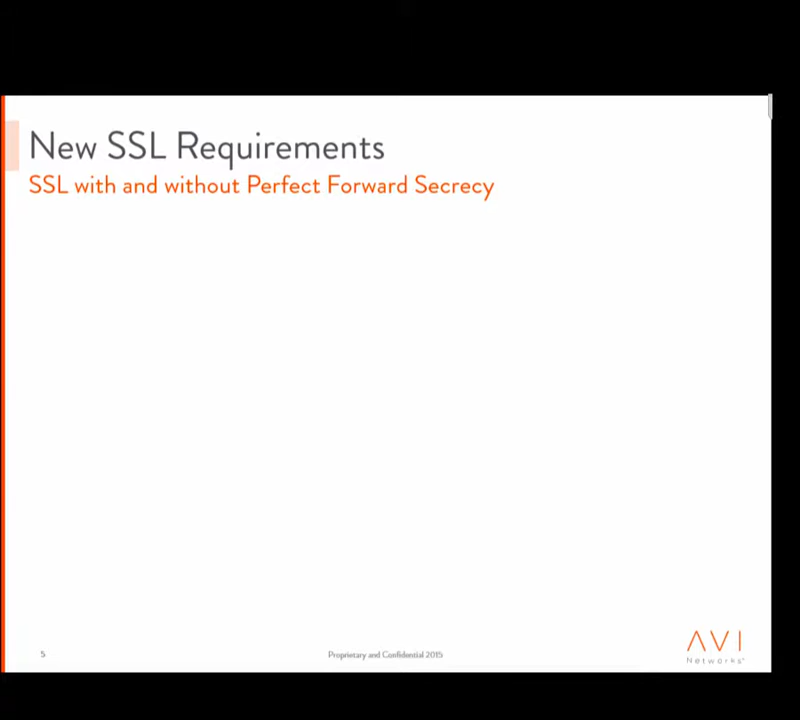 New SSL Requirements
SSL with and without Perfect Forward Secrecy
5
Proprietary and Confidential 2015
AVI
Networks